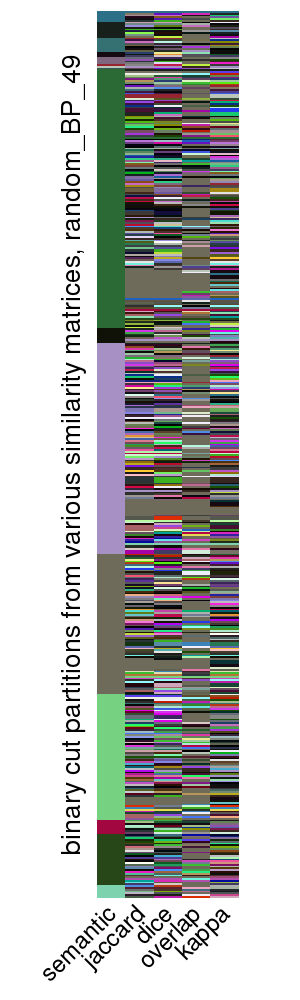 binary cut partitions from various similarity matrices, random_BP_49
semantic
jaccard
dice
overlap
kappa